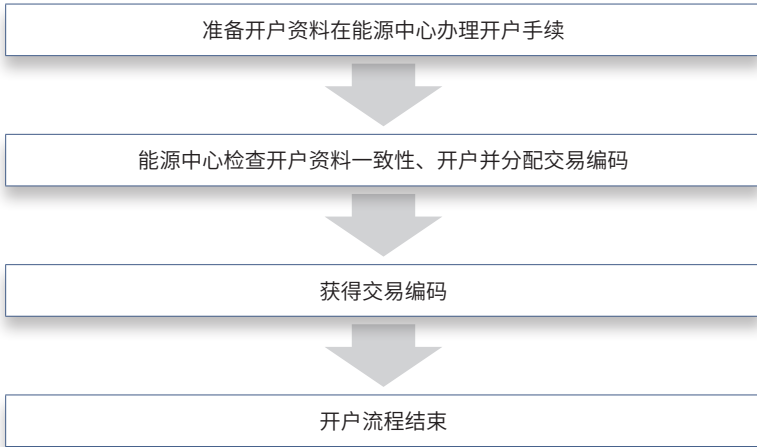 准备开户资料在能源中心办理开户手续
能源中心检查开户资料一致性、开户并分配交易编码
获得交易编码
开户流程结束